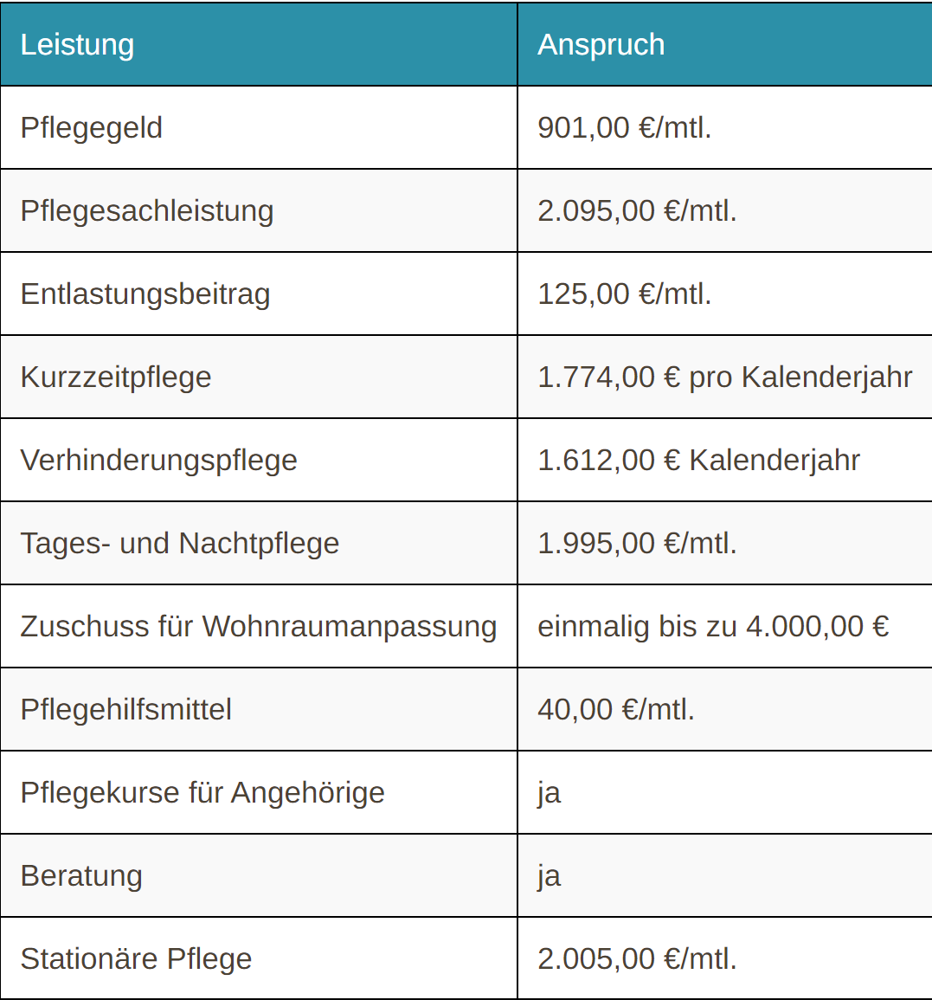 Leistung Anspruch
Pflegegeld 901,00 €/mtl.
Pflegesachleistung 2.095,00 €/mtl.
Entlastungsbeitrag 125,00 €/mtl.
Kurzzeitpflege 1.774,00 € pro Kalenderjahr
Verhinderungspflege 1.612,00 € Kalenderjahr
Tages- und Nachtpflege 1.995,00 €/mtl.
Zuschuss für Wohnraumanpassung einmalig bis zu 4.000,00 €
Pflegehilfsmittel 40,00 €/mtl.
Pflegekurse für Angehörige ja
Beratung ja
Stationäre Pflege 2.005,00 €/mtl.